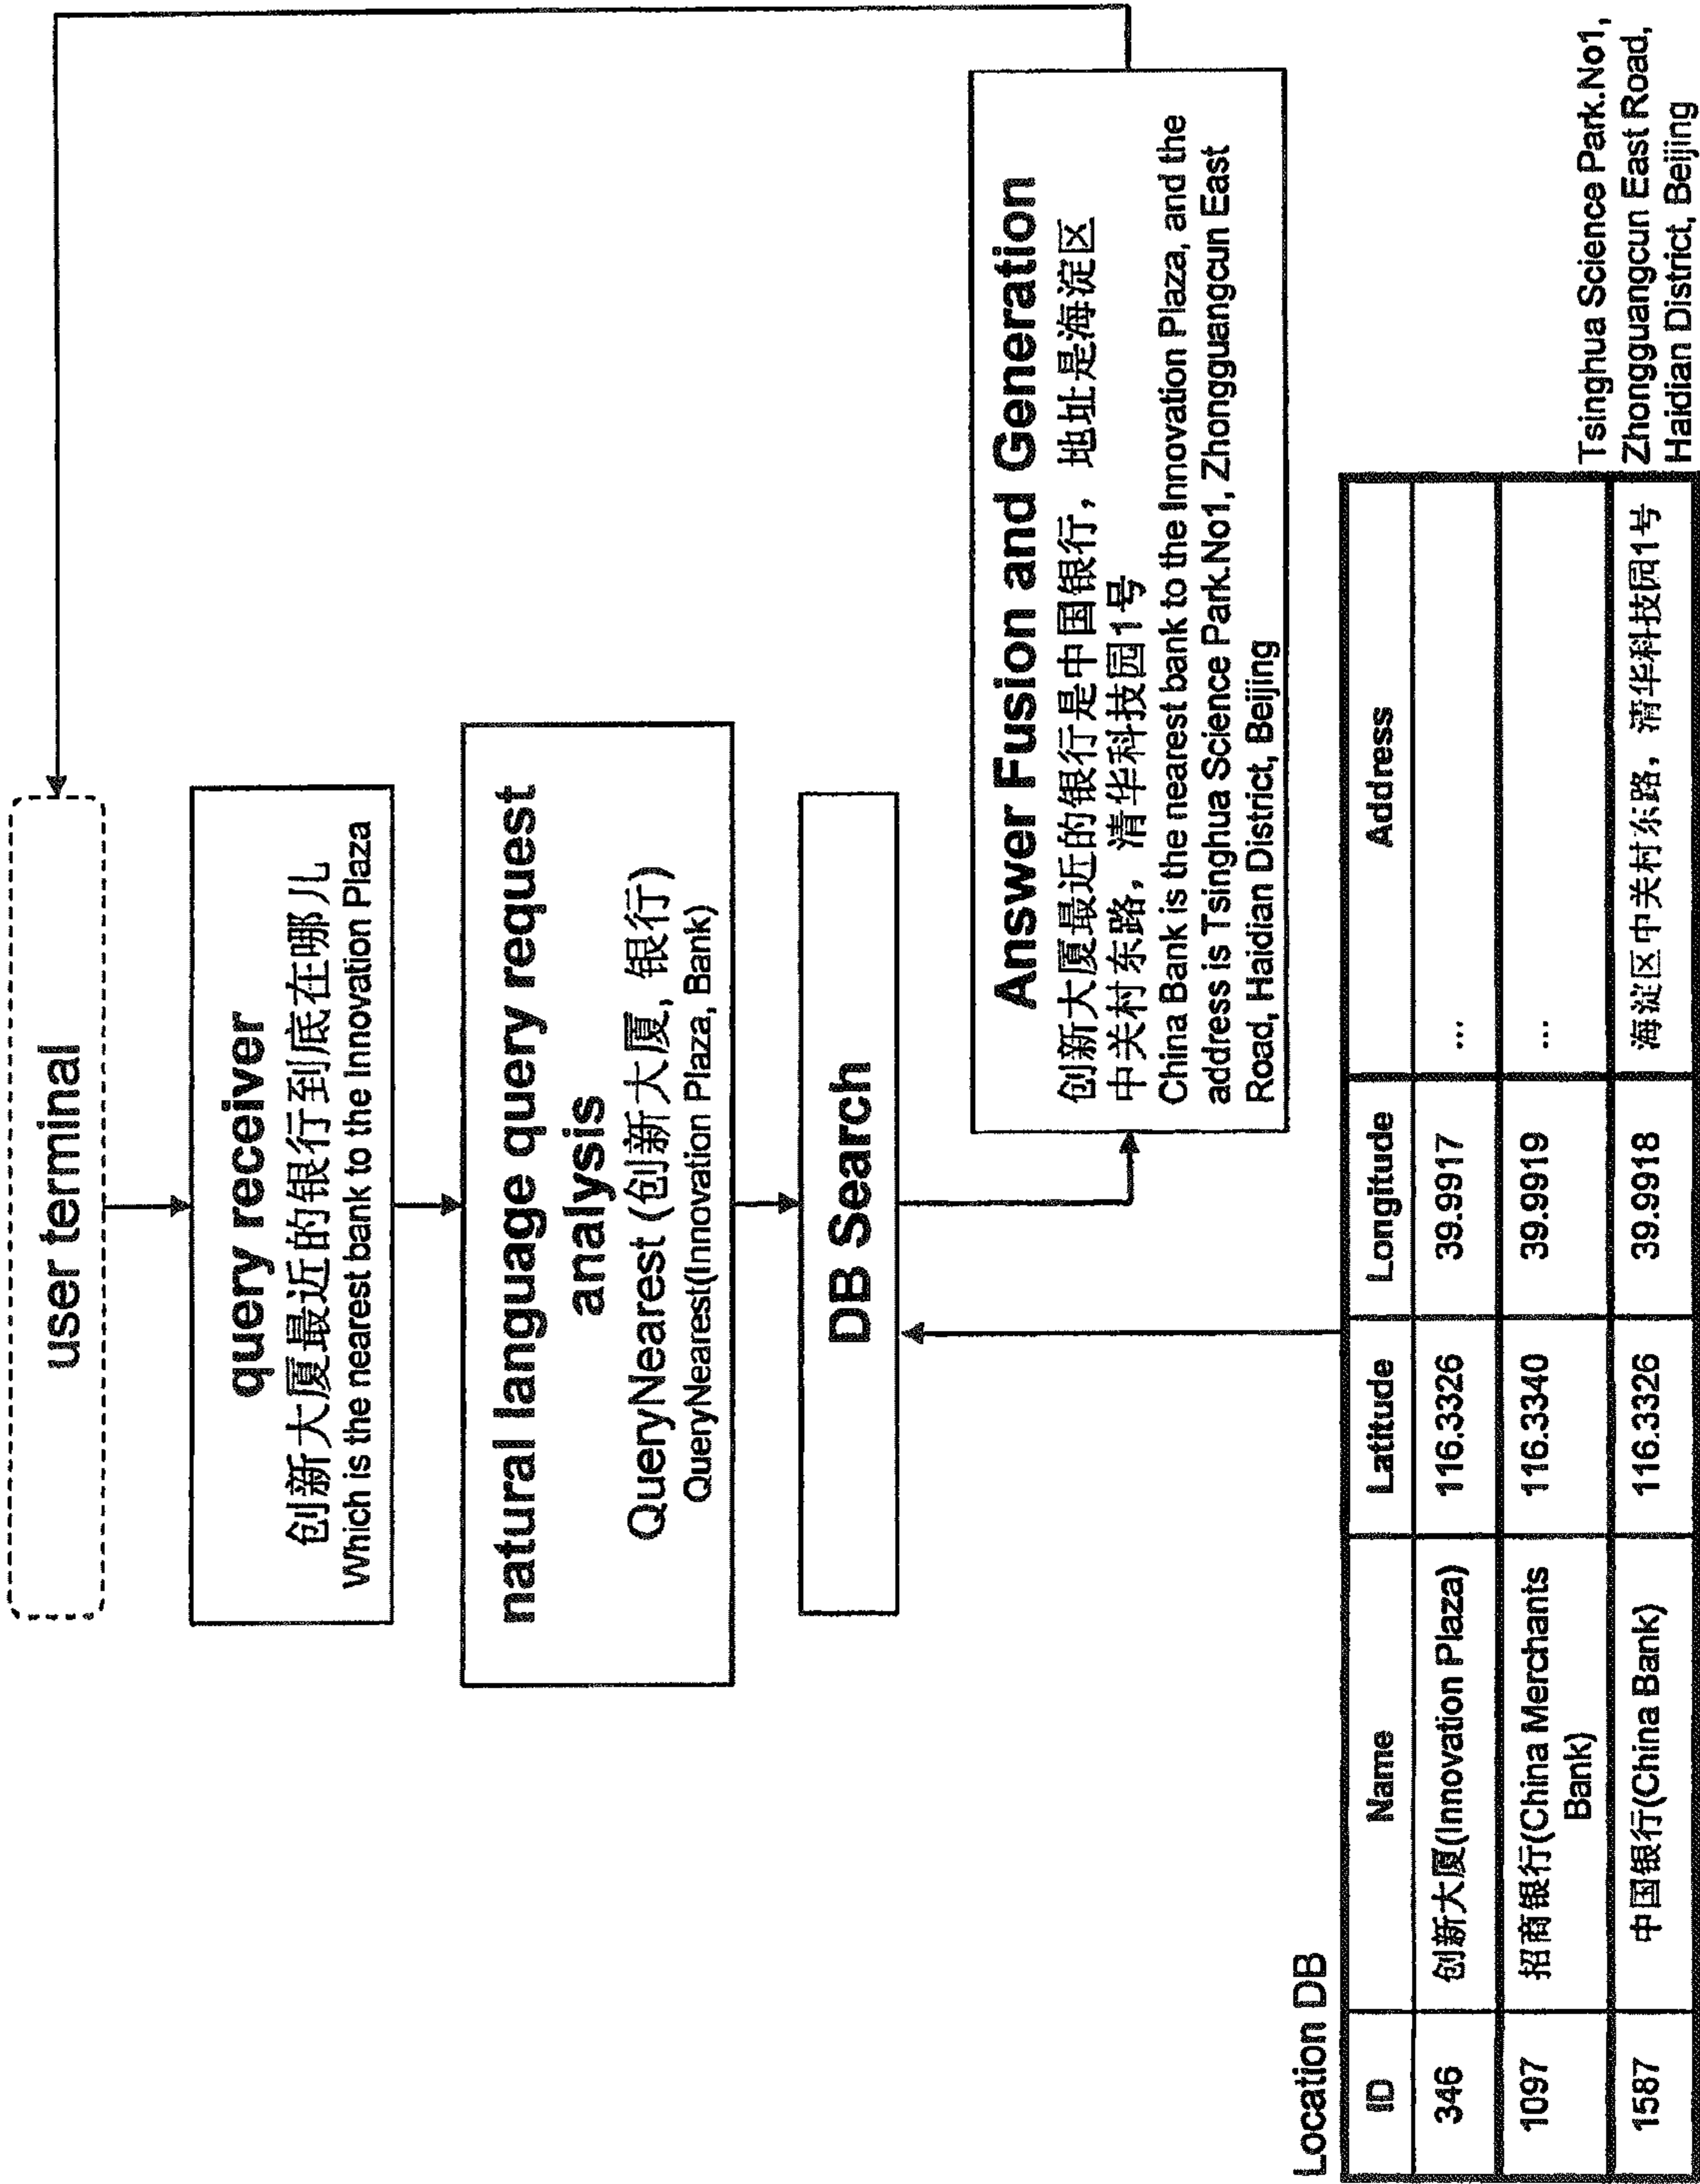 user terminal
query receiver
创新大厦最近的银行到底在哪儿
Which is the nearest bank to the Innovation Plaza
natural language query request
analysis
QueryNearest (创新大厦, 银行)
QueryNearest(Innovation Plaza, Bank)
DB Search
Answer Fusion and Generation
创新大厦最近的银行是中国银行，地址是海淀区
中关村东路，清华科技园1号
China Bank is the nearest bank to the Innovation Plaza, and the
address is Tsinghua Science Park.No1, Zhongguangcun East
Road, Haidian District, Beijing
Location DB
ID Name Latitude Longitude Address
346 创新大厦(Innovation Plaza) 116.3326 39.9917 ...
1097 招商银行(China Merchants
Bank) 116.3340 39.9919 ...
1587 中国银行(China Bank) 116.3326 39.9918 海淀区中关村东路，清华科技园1号
Tsinghua Science Park.No1,
Zhongguangcun East Road,
Haidian District, Beijing